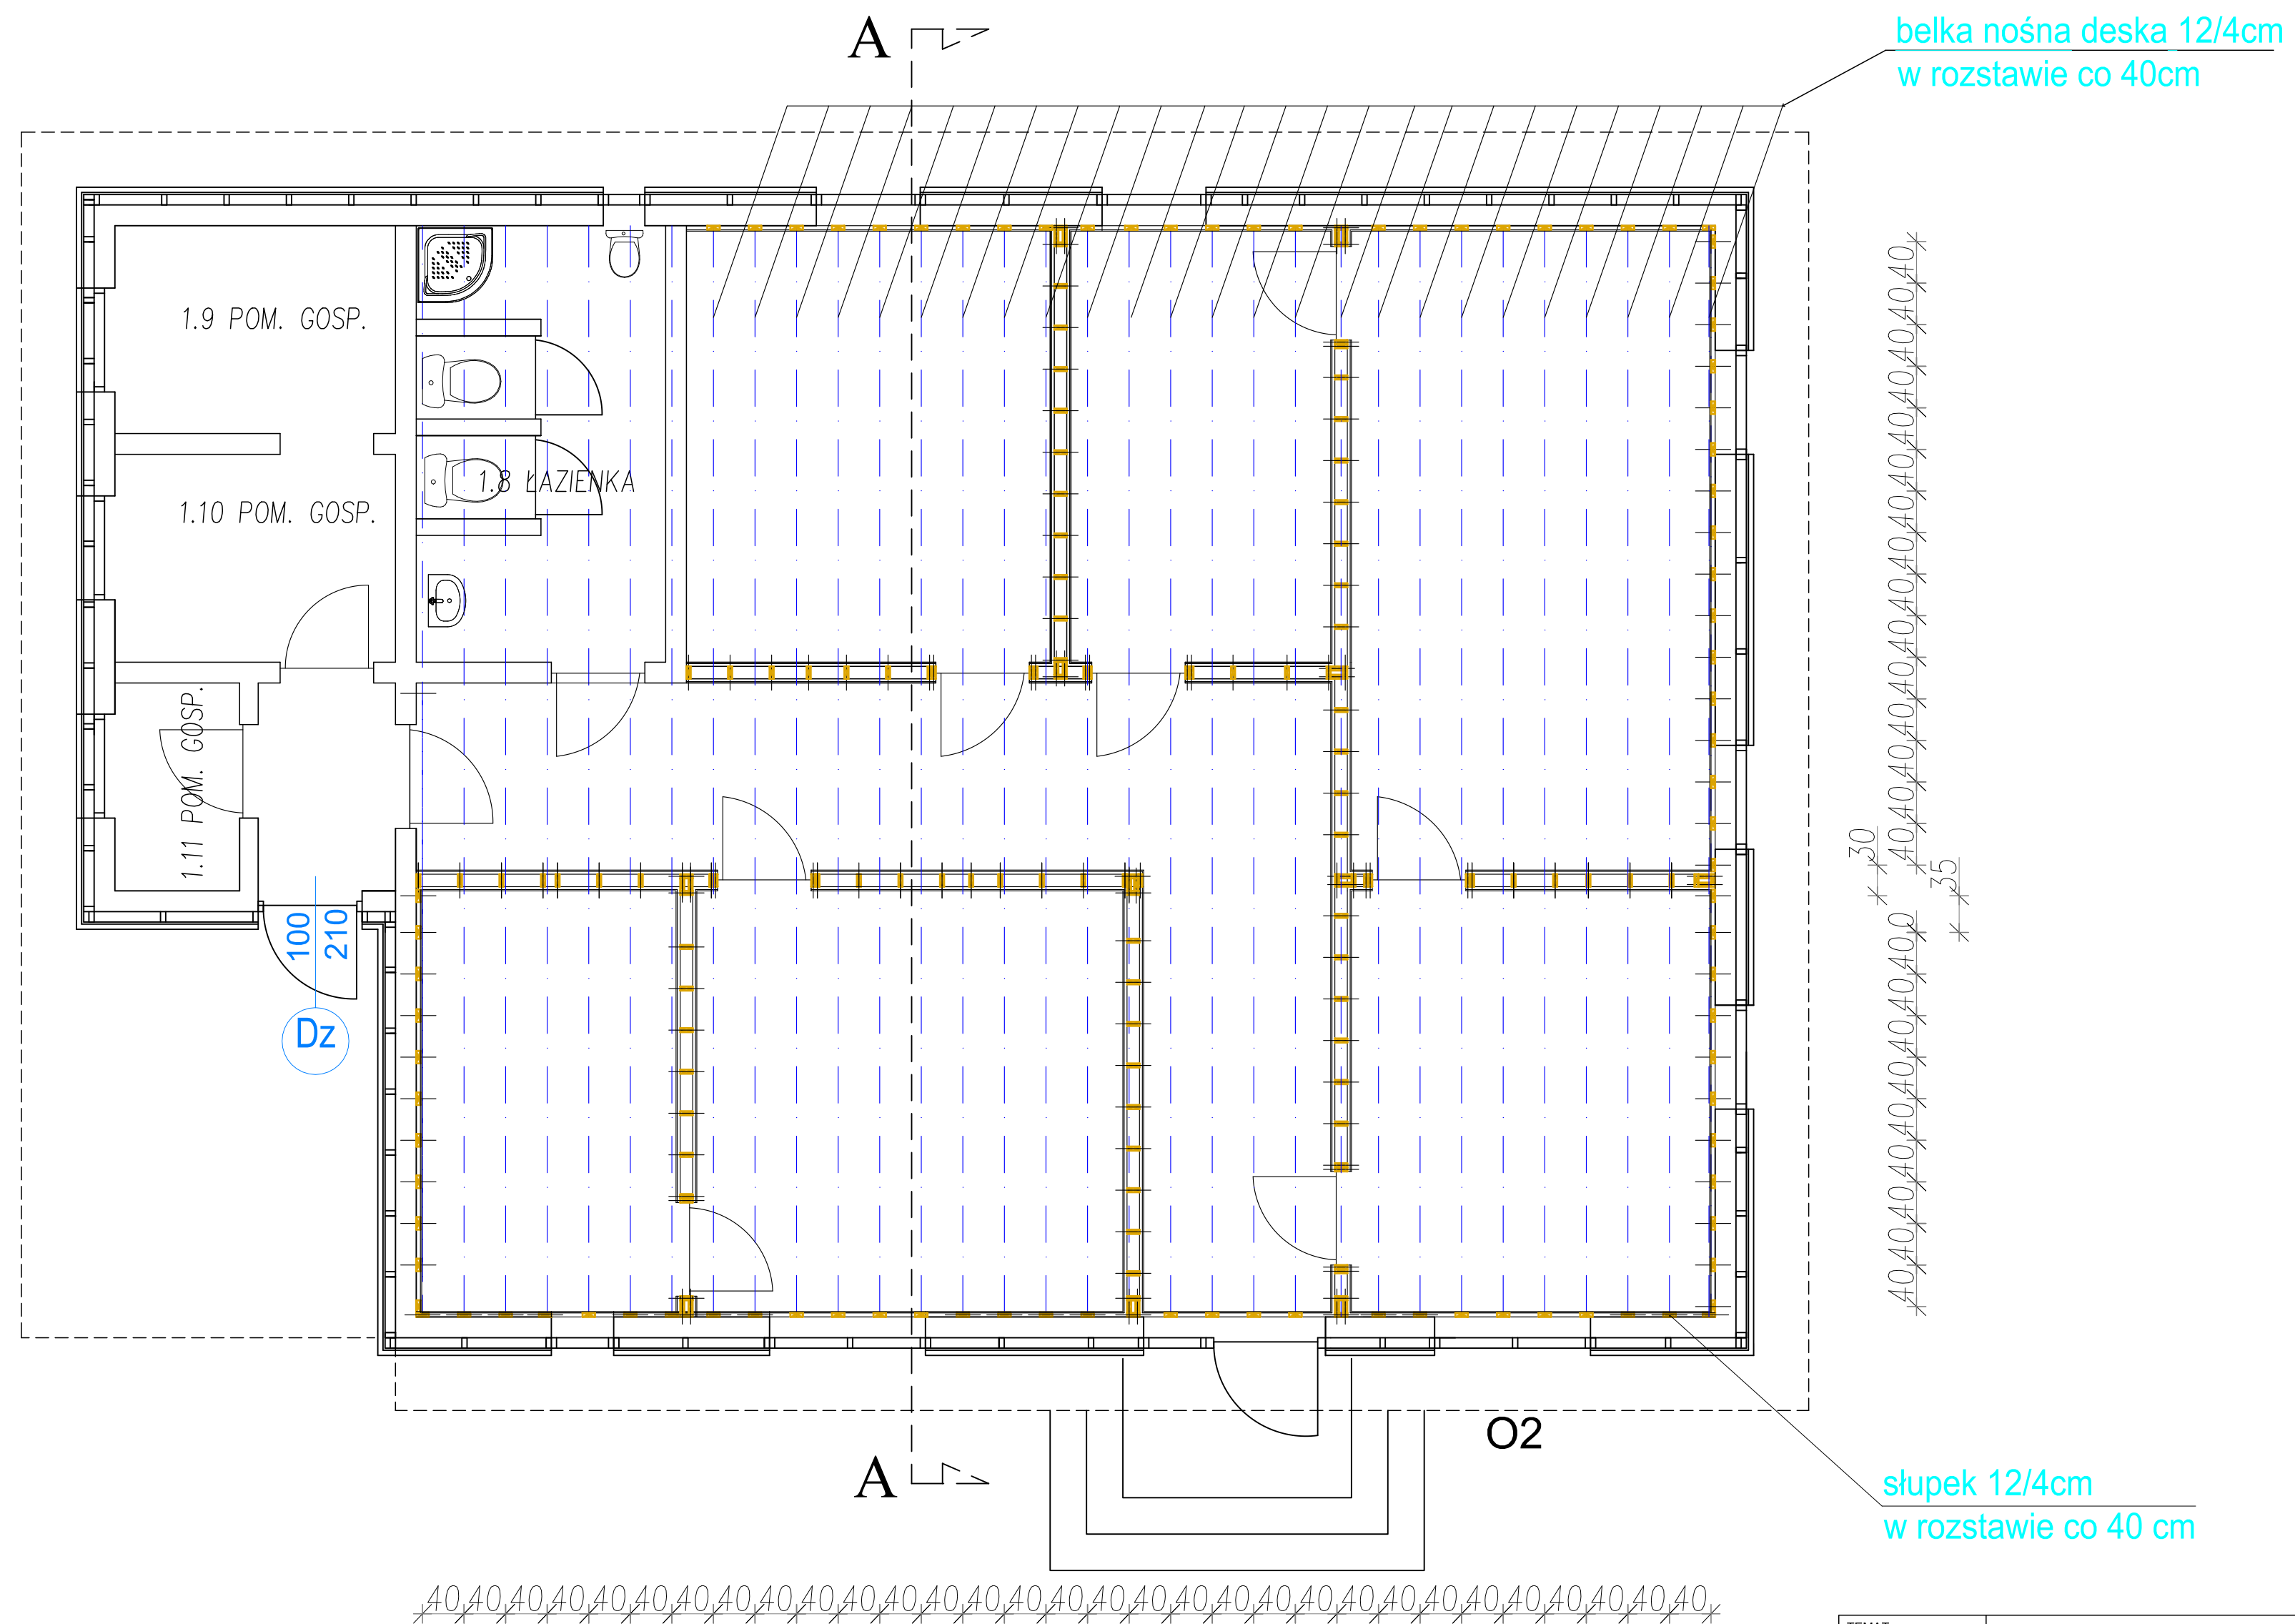 A
belka nośna deska 12/4cm
w rozstawie co 40cm
1.9 POM. GOSP.
1.8 ŁAZIENKA
1.10 POM. GOSP.
1.11 POM. GOSP.
100
210
Dz
40 40 40 40 40 40 40 40 40 40 40 40 40 40 40
30
35
40 40 40 40 40 40 40 40 40 0
O2
A
słupek 12/4cm
w rozstawie co 40 cm
40 40 40 40 40 40 40 40 40 40 40 40 40 40 40 40 40 40 40 40 40 40 40 40 40 40 40 40 40 40 40
TEMAT